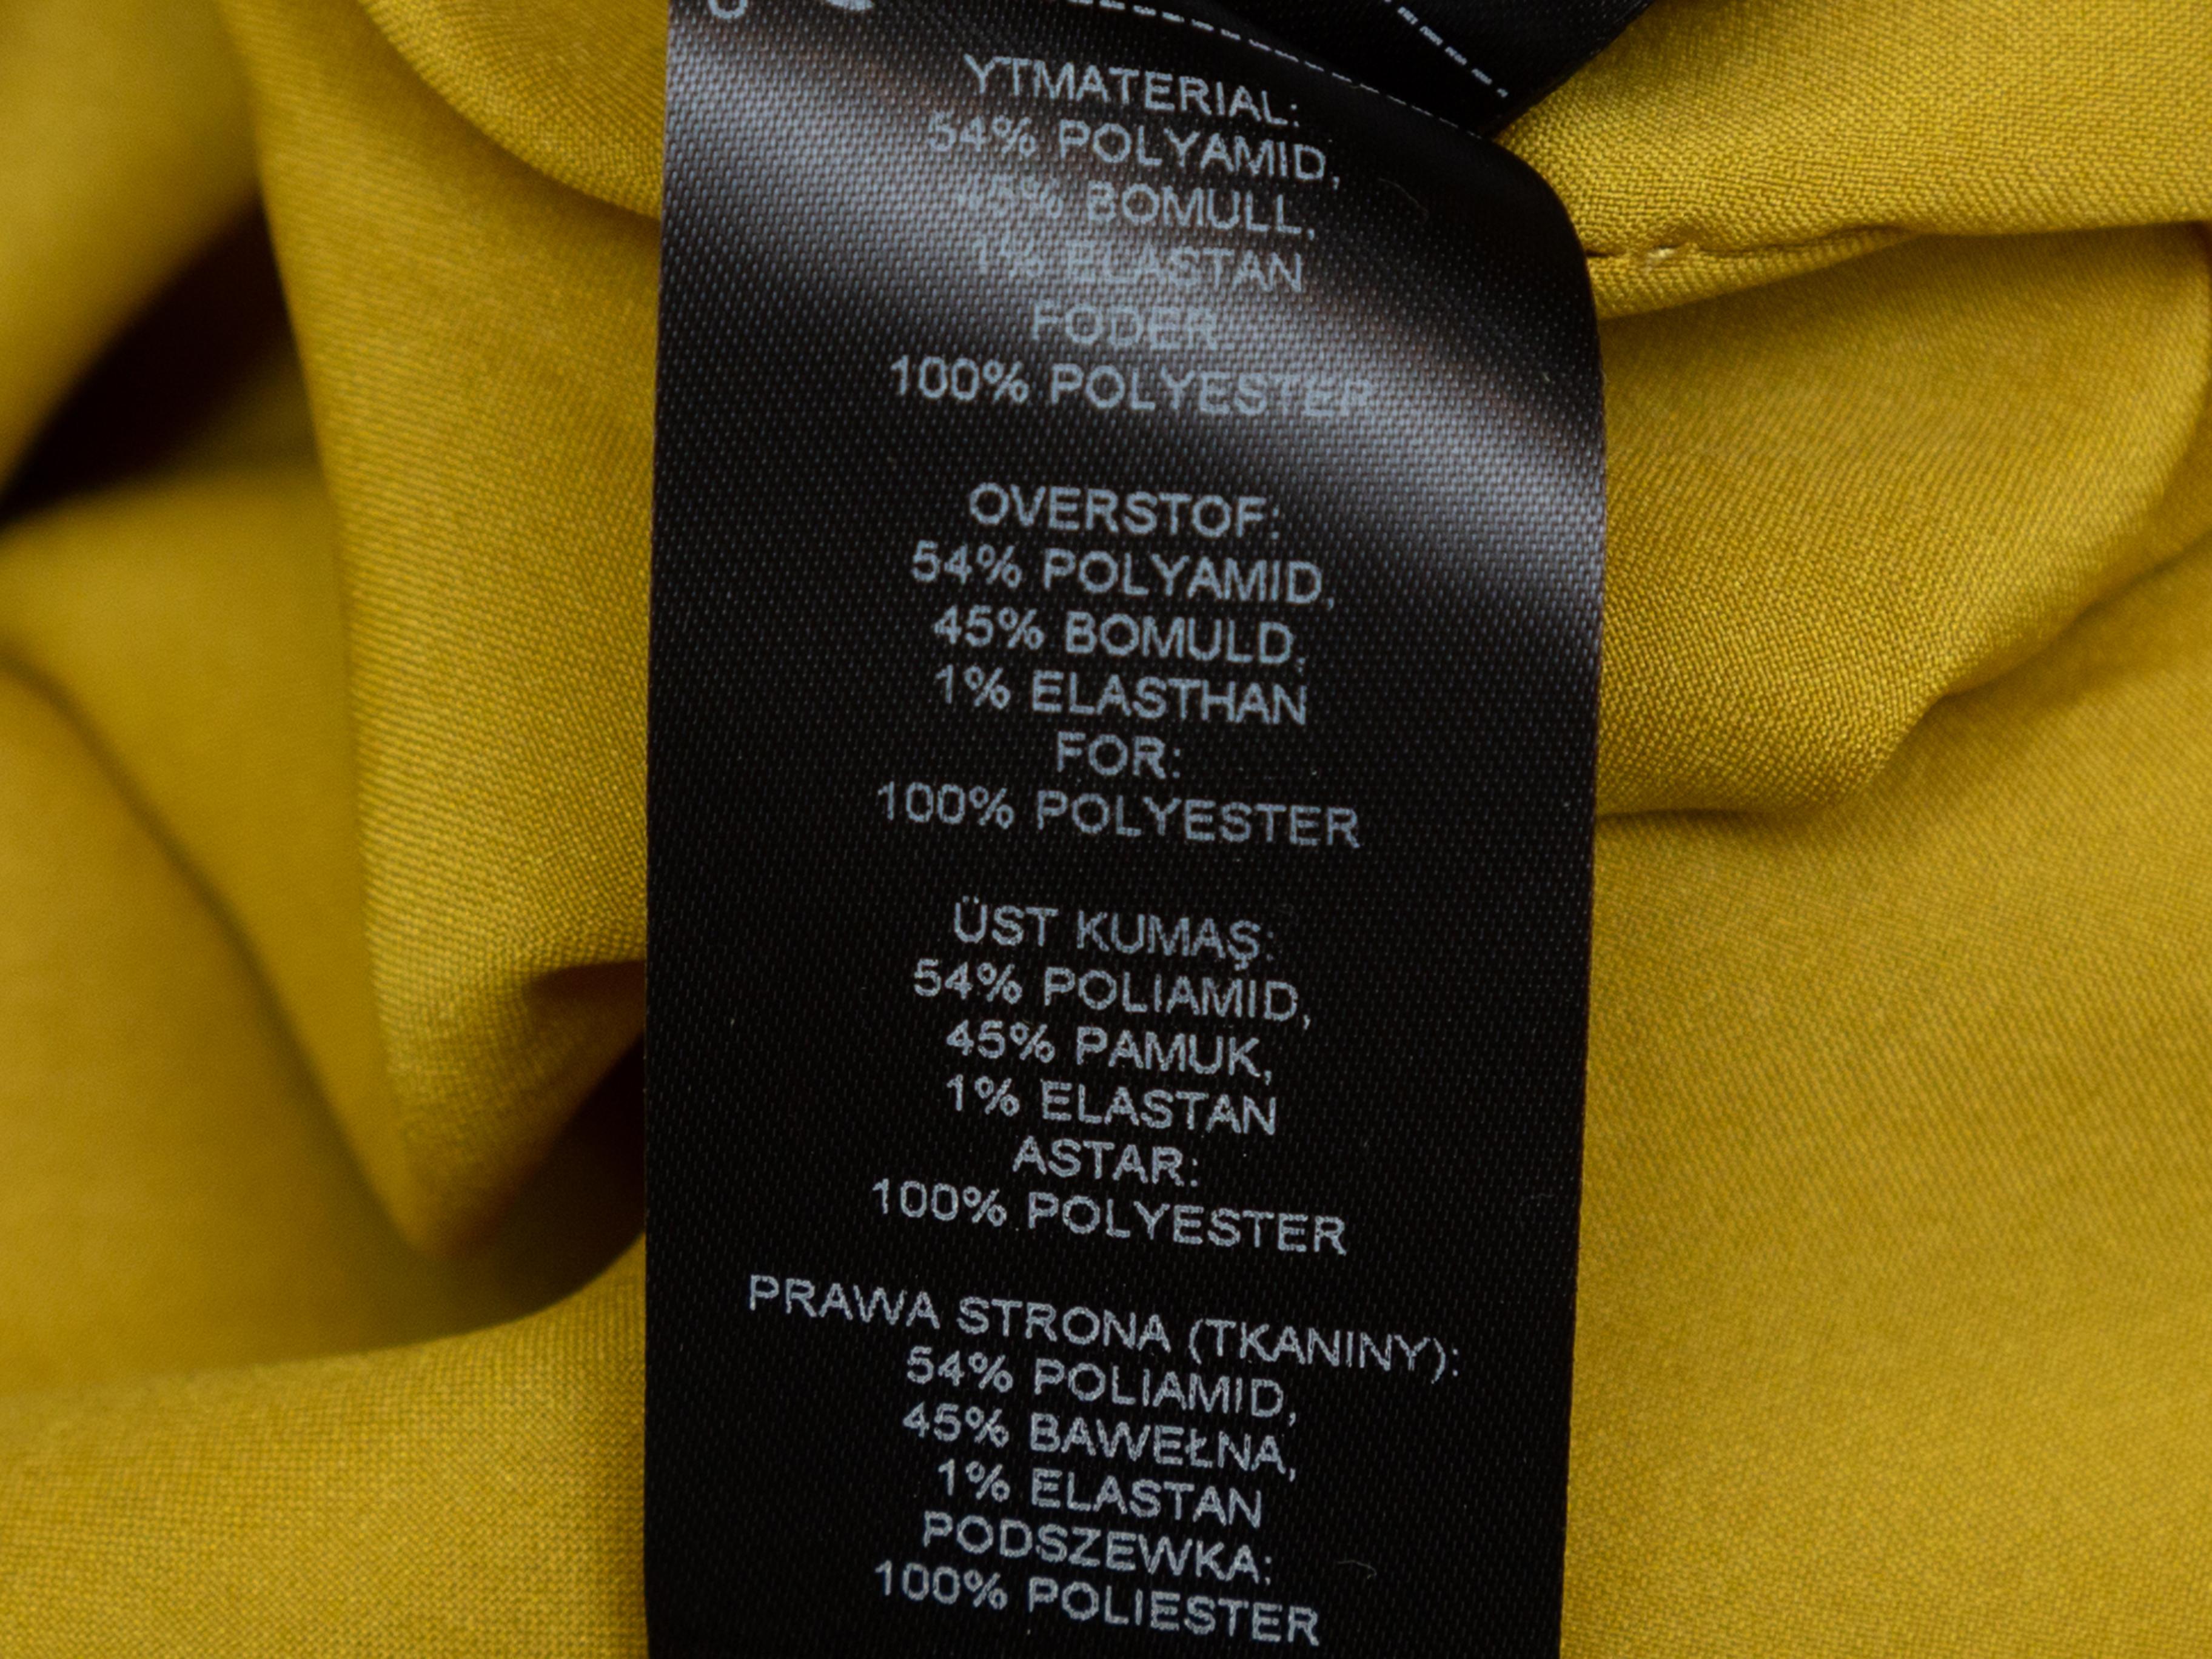 YTMATERIAL:
54% POLYAMID,
45% BOMULL,
1% ELASTAN
FODER:
100% POLYESTER
OVERSTOF:
54% POLYAMID,
45% BOMULD,
1% ELASTHAN
FOR:
100% POLYESTER
ÜST KUMAŞ:
54% POLIAMID,
45% PAMUK,
1% ELASTAN
ASTAR:
100% POLYESTER
PRAWA STRONA (TKANINY):
54% POLIAMID,
45% BAWEŁNA,
1% ELASTAN
PODSZEWKA:
100% POLIESTER